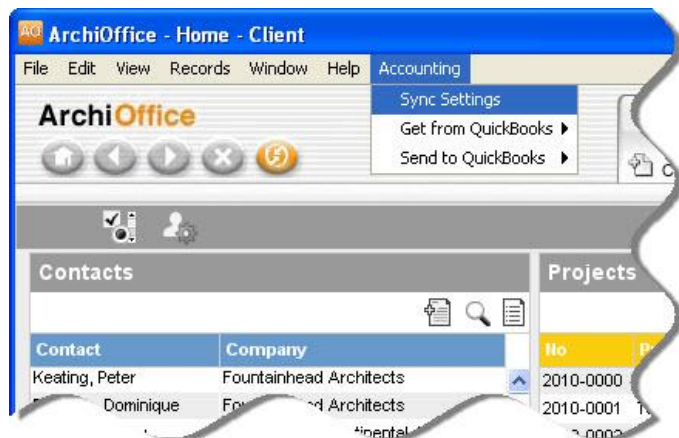 ArchiOffice - Home - Client
File Edit View Records Window Help Accounting
Sync Settings
Get from QuickBooks
Send to QuickBooks
ArchiOffice
Contacts
Projects
Contact Company
No
Keating, Peter Fountainhead Architects
2010-0000
Dominique Architects
2010-0001